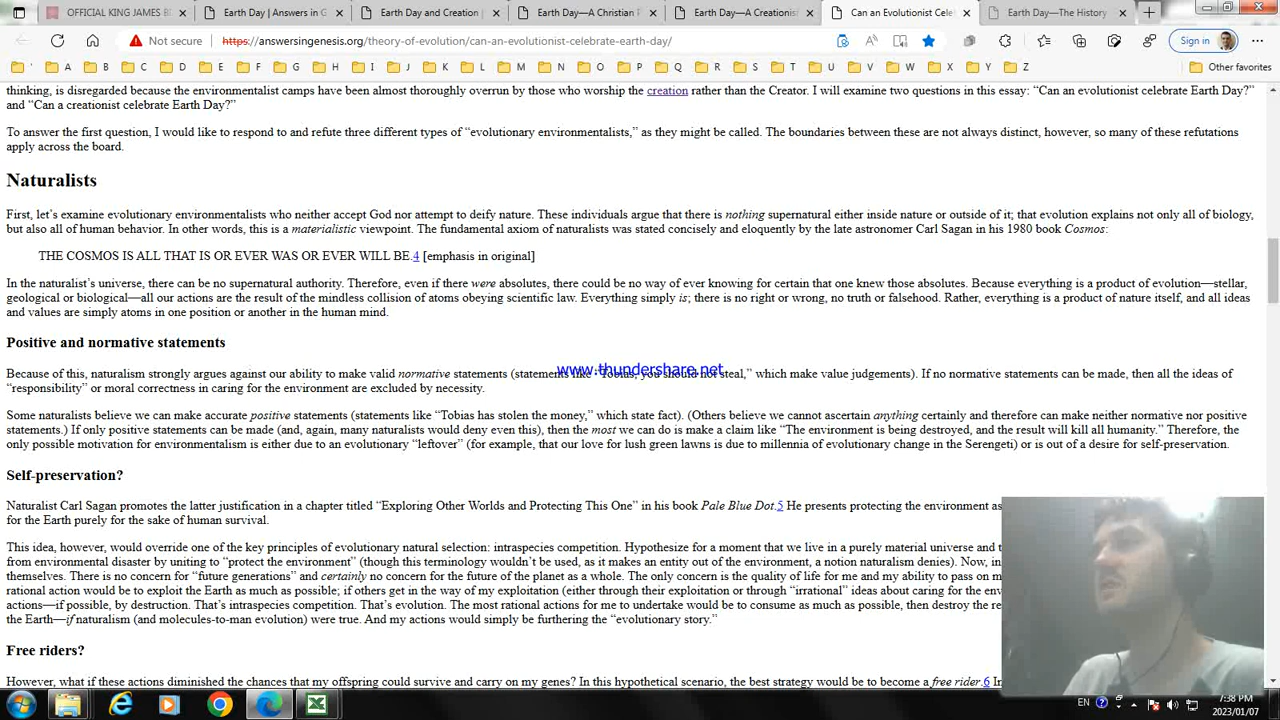 OFFICIAL KING JAMES BI
Earth Day | Answers in G
Earth Day and Creation |
Earth Day—A Christian P
Earth Day—A Creationis
Can an Evolutionist Cele
Earth Day—The History
Not secure
https://answersingenesis.org/theory-of-evolution/can-an-evolutionist-celebrate-earth-day/
Sign in
' A B C D E F G H I J K L M N O P Q R S T U V W X Y Z Other favorites
thinking, is disregarded because the environmentalist camps have been almost thoroughly overrun by those who worship the creation rather than the Creator. I will examine two questions in this essay: “Can an evolutionist celebrate Earth Day?”
and “Can a creationist celebrate Earth Day?”
To answer the first question, I would like to respond to and refute three different types of “evolutionary environmentalists,” as they might be called. The boundaries between these are not always distinct, however, so many of these refutations
apply across the board.
Naturalists
First, let’s examine evolutionary environmentalists who neither accept God nor attempt to deify nature. These individuals argue that there is nothing supernatural either inside nature or outside of it; that evolution explains not only all of biology,
but also all of human behavior. In other words, this is a materialistic viewpoint. The fundamental axiom of naturalists was stated concisely and eloquently by the late astronomer Carl Sagan in his 1980 book Cosmos:
THE COSMOS IS ALL THAT IS OR EVER WAS OR EVER WILL BE.4 [emphasis in original]
In the naturalist’s universe, there can be no supernatural authority. Therefore, even if there were absolutes, there could be no way of ever knowing for certain that one knew those absolutes. Because everything is a product of evolution—stellar,
geological or biological—all our actions are the result of the mindless collision of atoms obeying scientific law. Everything simply is; there is no right or wrong, no truth or falsehood. Rather, everything is a product of nature itself, and all ideas
and values are simply atoms in one position or another in the human mind.
Positive and normative statements
www.thundershare.net
Because of this, naturalism strongly argues against our ability to make valid normative statements (statements like “Tobias, you should not steal,” which make value judgements). If no normative statements can be made, then all the ideas of
“responsibility” or moral correctness in caring for the environment are excluded by necessity.
Some naturalists believe we can make accurate positive statements (statements like “Tobias has stolen the money,” which state fact). (Others believe we cannot ascertain anything certainly and therefore can make neither normative nor positive
statements.) If only positive statements can be made (and, again, many naturalists would deny even this), then the most we can do is make a claim like “The environment is being destroyed, and the result will kill all humanity.” Therefore, the
only possible motivation for environmentalism is either due to an evolutionary “leftover” (for example, that our love for lush green lawns is due to millennia of evolutionary change in the Serengeti) or is out of a desire for self-preservation.
Self-preservation?
Naturalist Carl Sagan promotes the latter justification in a chapter titled “Exploring Other Worlds and Protecting This One” in his book Pale Blue Dot.5 He presents protecting the environment as
for the Earth purely for the sake of human survival.
This idea, however, would override one of the key principles of evolutionary natural selection: intraspecies competition. Hypothesize for a moment that we live in a purely material universe and t
from environmental disaster by uniting to “protect the environment” (though this terminology wouldn’t be used, as it makes an entity out of the environment, a notion naturalism denies). Now, in
themselves. There is no concern for “future generations” and certainly no concern for the future of the planet as a whole. The only concern is the quality of life for me and my ability to pass on m
rational action would be to exploit the Earth as much as possible; if others get in the way of my exploitation (either through their exploitation or through “irrational” ideas about caring for the env
actions—if possible, by destruction. That’s intraspecies competition. That’s evolution. The most rational actions for me to undertake would be to consume as much as possible, then destroy the re
the Earth—if naturalism (and molecules-to-man evolution) were true. And my actions would simply be furthering the “evolutionary story.”
Free riders?
However, what if these actions diminished the chances that my offspring could survive and carry on my genes? In this hypothetical scenario, the best strategy would be to become a free rider.6 In
EN
7:38 PM
2023/01/07